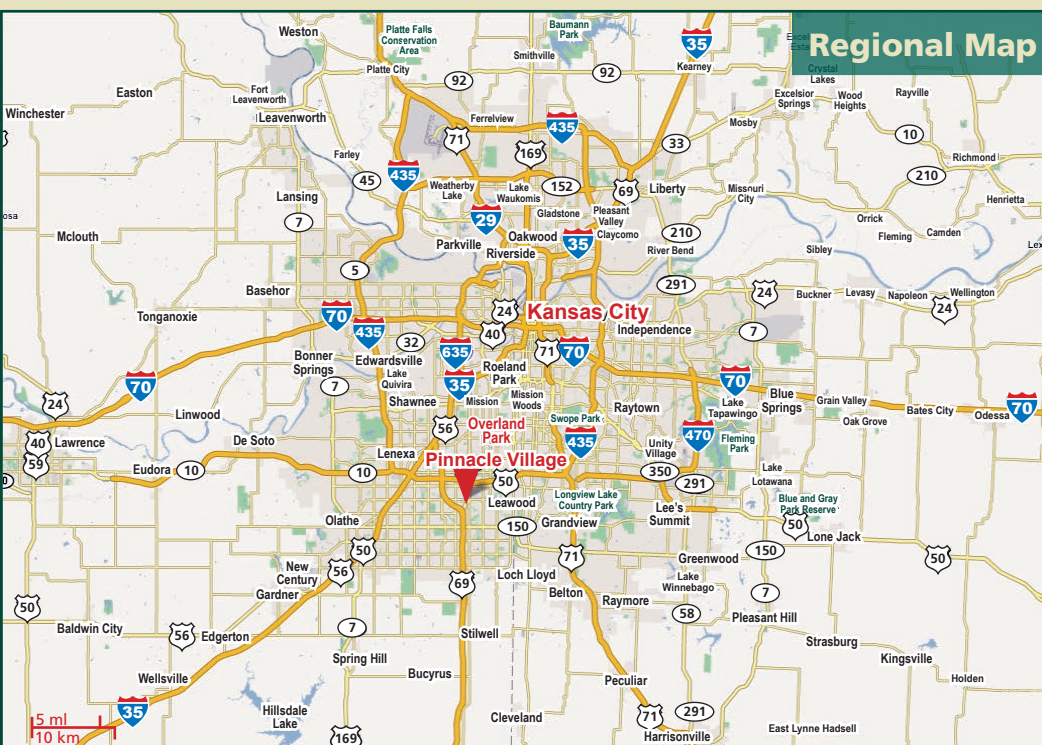 Weston
Platte Falls
Conservation
Area
Baumann
Park
35
Regional Map
Smithville
Kearney
Platte City
92
92
Crystal
Lakes
Easton
Fort
Leavenworth
Excelsior
Springs
Wood
Heights
Rayville
Winchester
Leavenworth
Ferrelview
435
Mosby
71
169
33
10
Farley
435
Richmond
45
Weatherby
Lake
Lake
Waukomis
152
69
Liberty
Missouri
City
210
Lansing
Henrietta
7
29
Gladstone
Pleasant
Valley
Orrick
Camden
osa
Mclouth
Parkville
Oakwood
35
Claycomo
210
Fleming
Riverside
River Bend
Sibley
Lex
5
291
Basehor
24
Buckner
Levasy
Napoleon
Wellington
24
Tonganoxie
70
435
24
Kansas City
40
Independence
7
32
635
71
70
Bonner
Springs
Edwardsville
Lake
Quivira
Roeland
Park
70
7
35
70
Shawnee
Mission
Mission
Woods
Lake
Tapawingo
Blue
Springs
Grain Valley
Bates City
Odessa
70
24
Linwood
56
Overland
Park
Swope Park
Raytown
Oak Grove
40
Lawrence
De Soto
435
Unity
Village
470
Fleming
Park
59
Lenexa
Pinnacle Village
0
Eudora
10
10
50
350
291
Lake
Lotawana
Leawood
Longview Lake
Country Park
Blue and Gray
Park Reserve
Olathe
150
Grandview
Lee's
Summit
50
Lone Jack
50
71
Greenwood
150
50
New
Century
56
Loch Lloyd
Lake
Winnebago
Gardner
69
Belton
Raymore
7
50
58
Pleasant Hill
Baldwin City
56
Edgerton
7
Stilwell
Strasburg
Spring Hill
Kingsville
Wellsville
Bucyrus
Peculiar
Holden
5 ml
10 km
35
Hillsdale
Lake
Cleveland
71
291
169
Harrisonville
East Lynne Hadsell